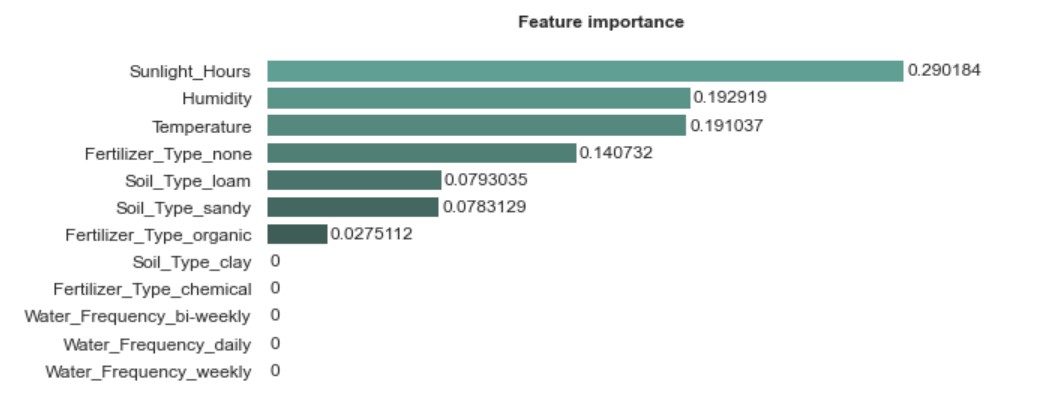 Feature importance
Sunlight_Hours 0.290184
Humidity 0.192919
Temperature 0.191037
Fertilizer_Type_none 0.140732
Soil_Type_loam 0.0793035
Soil_Type_sandy 0.0783129
Fertilizer_Type_organic 0.0275112
Soil_Type_clay 0
Fertilizer_Type_chemical 0
Water_Frequency_bi-weekly 0
Water_Frequency_daily 0
Water_Frequency_weekly 0